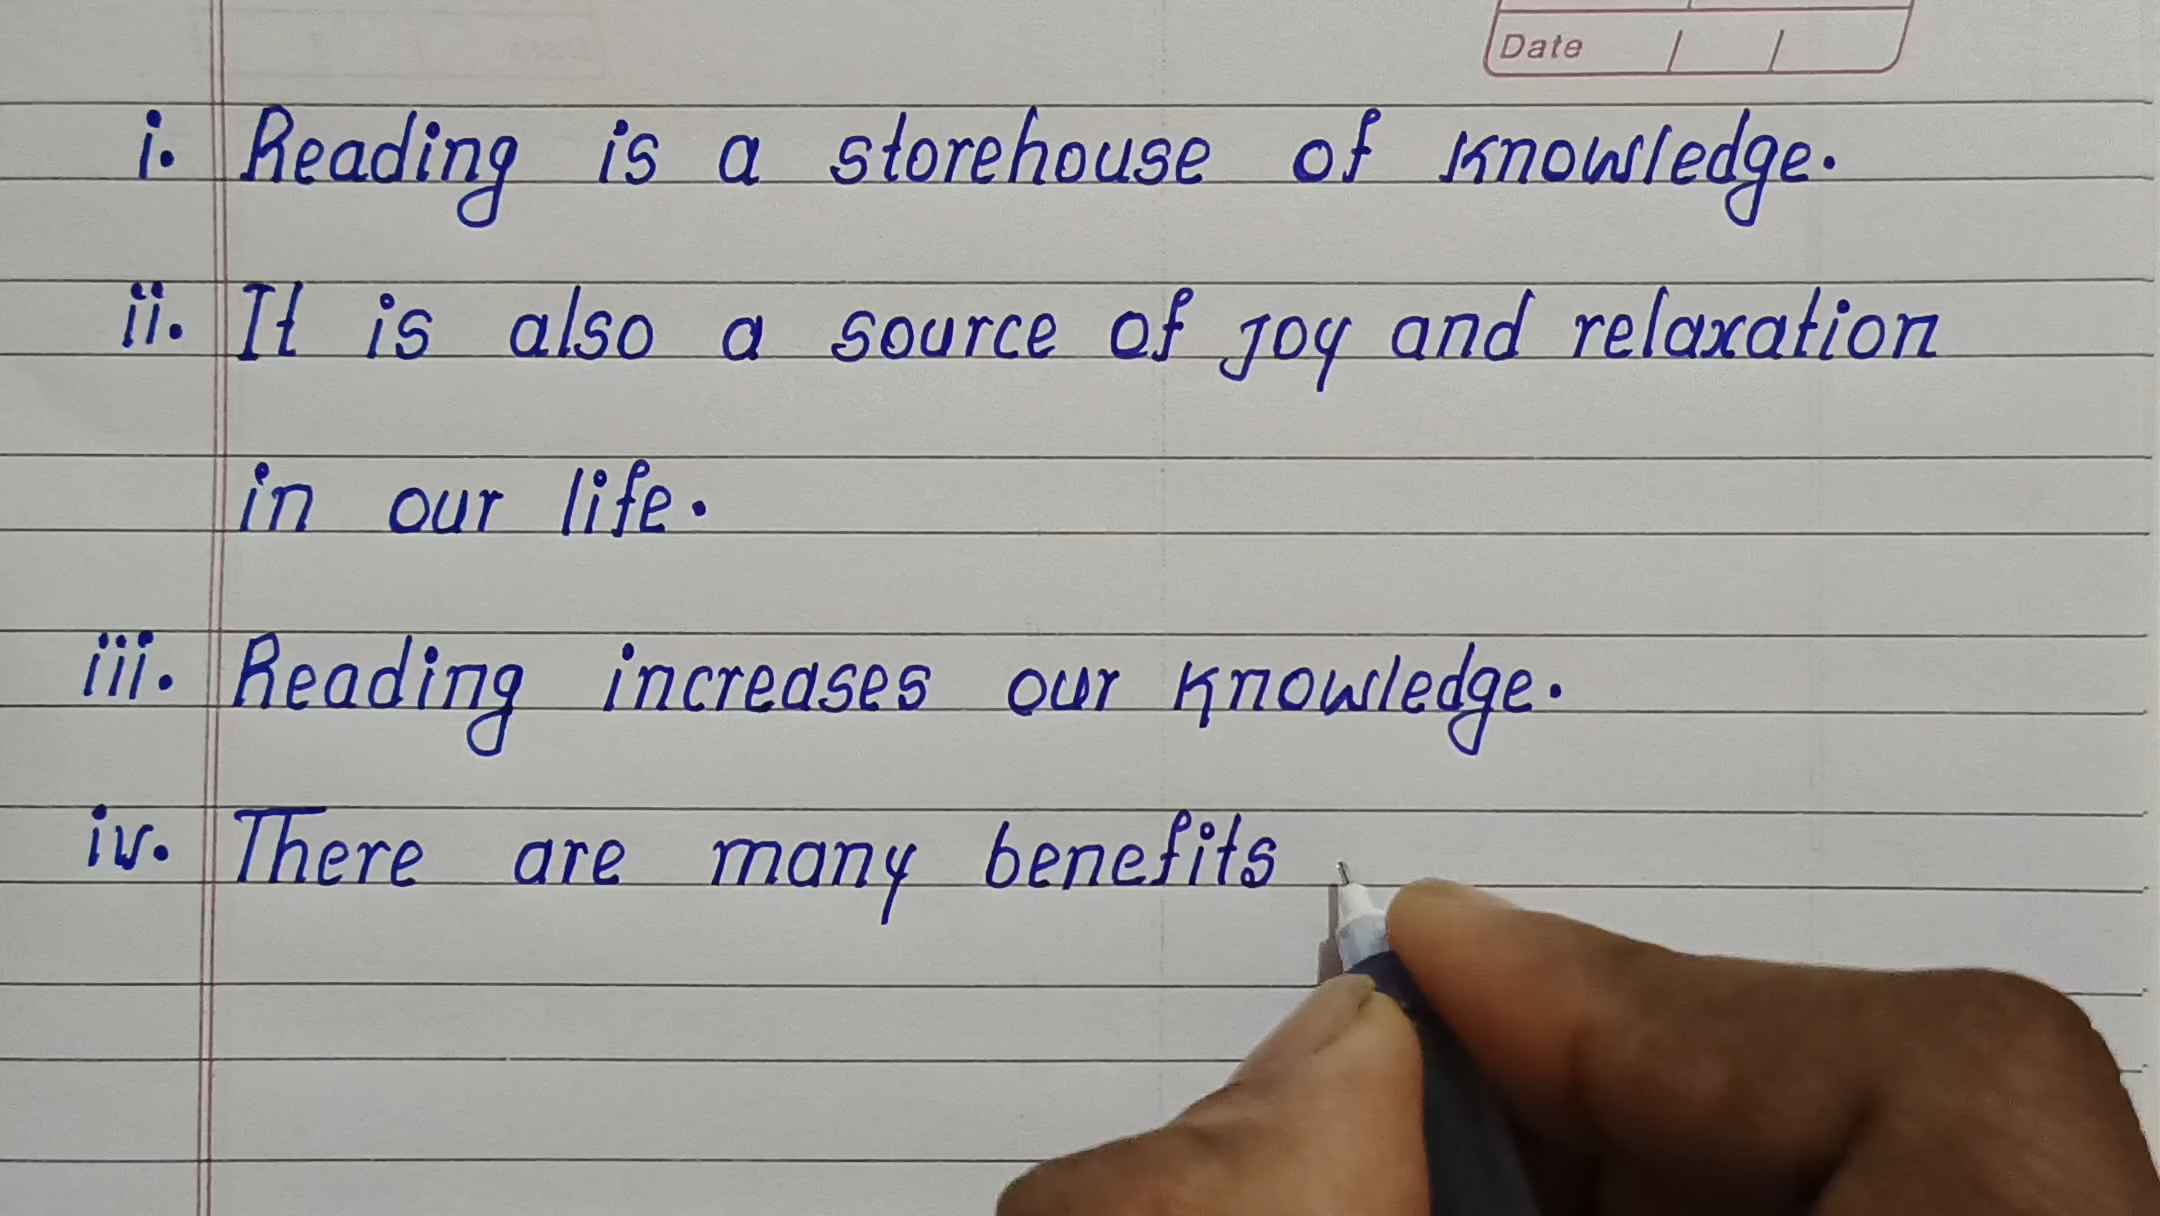 Date
i. Reading is a storehouse of knowledge.
ii. It is also a source of joy and relaxation
in our life.
iii. Reading increases our knowledge.
iv. There are many benefits